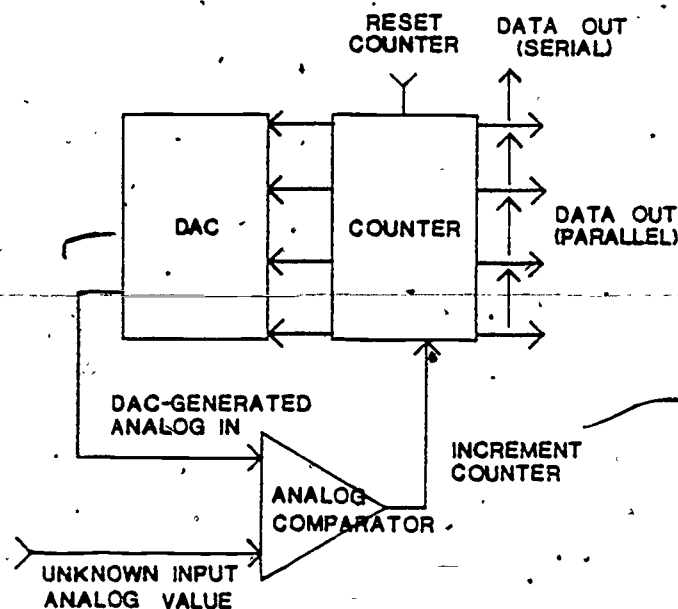 RESET
COUNTER
DATA OUT
(SERIAL)
DAC
COUNTER
DATA OUT
(PARALLEL)
DAC-GENERATED
ANALOG IN
INCREMENT
COUNTER
ANALOG
COMPARATOR
UNKNOWN INPUT
ANALOG VALUE